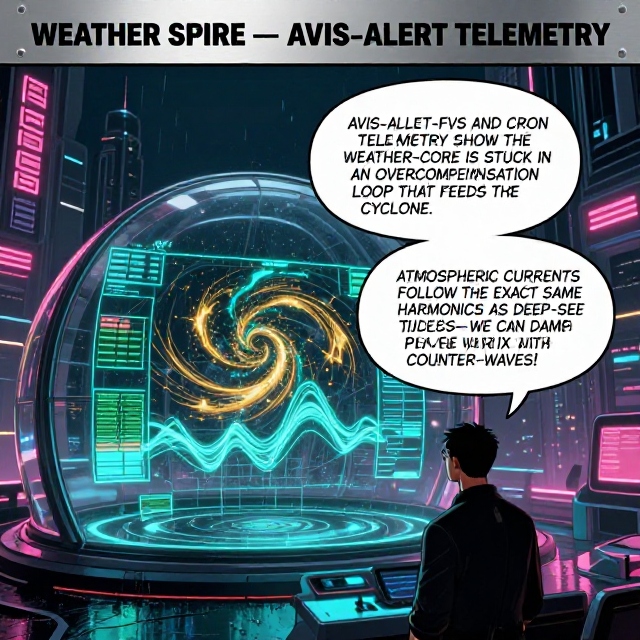 WEATHER SPIRE — AVIS-ALERT TELEMETRY
AVIS-ALLET-FVS AND CRON
TELEMETRY SHOW THE
WEATHER-CORE IS STUCK IN
AN OVERCOMPEINSATION
LOOP THAT FEEDS THE
CYCLONE.
ATMOSPHERIC CURRENTS
FOLLOW THE EXACT SAME
HARMONICS AS DEEP-SEE
WE CAN DAMP
COUNTER-WAVES!